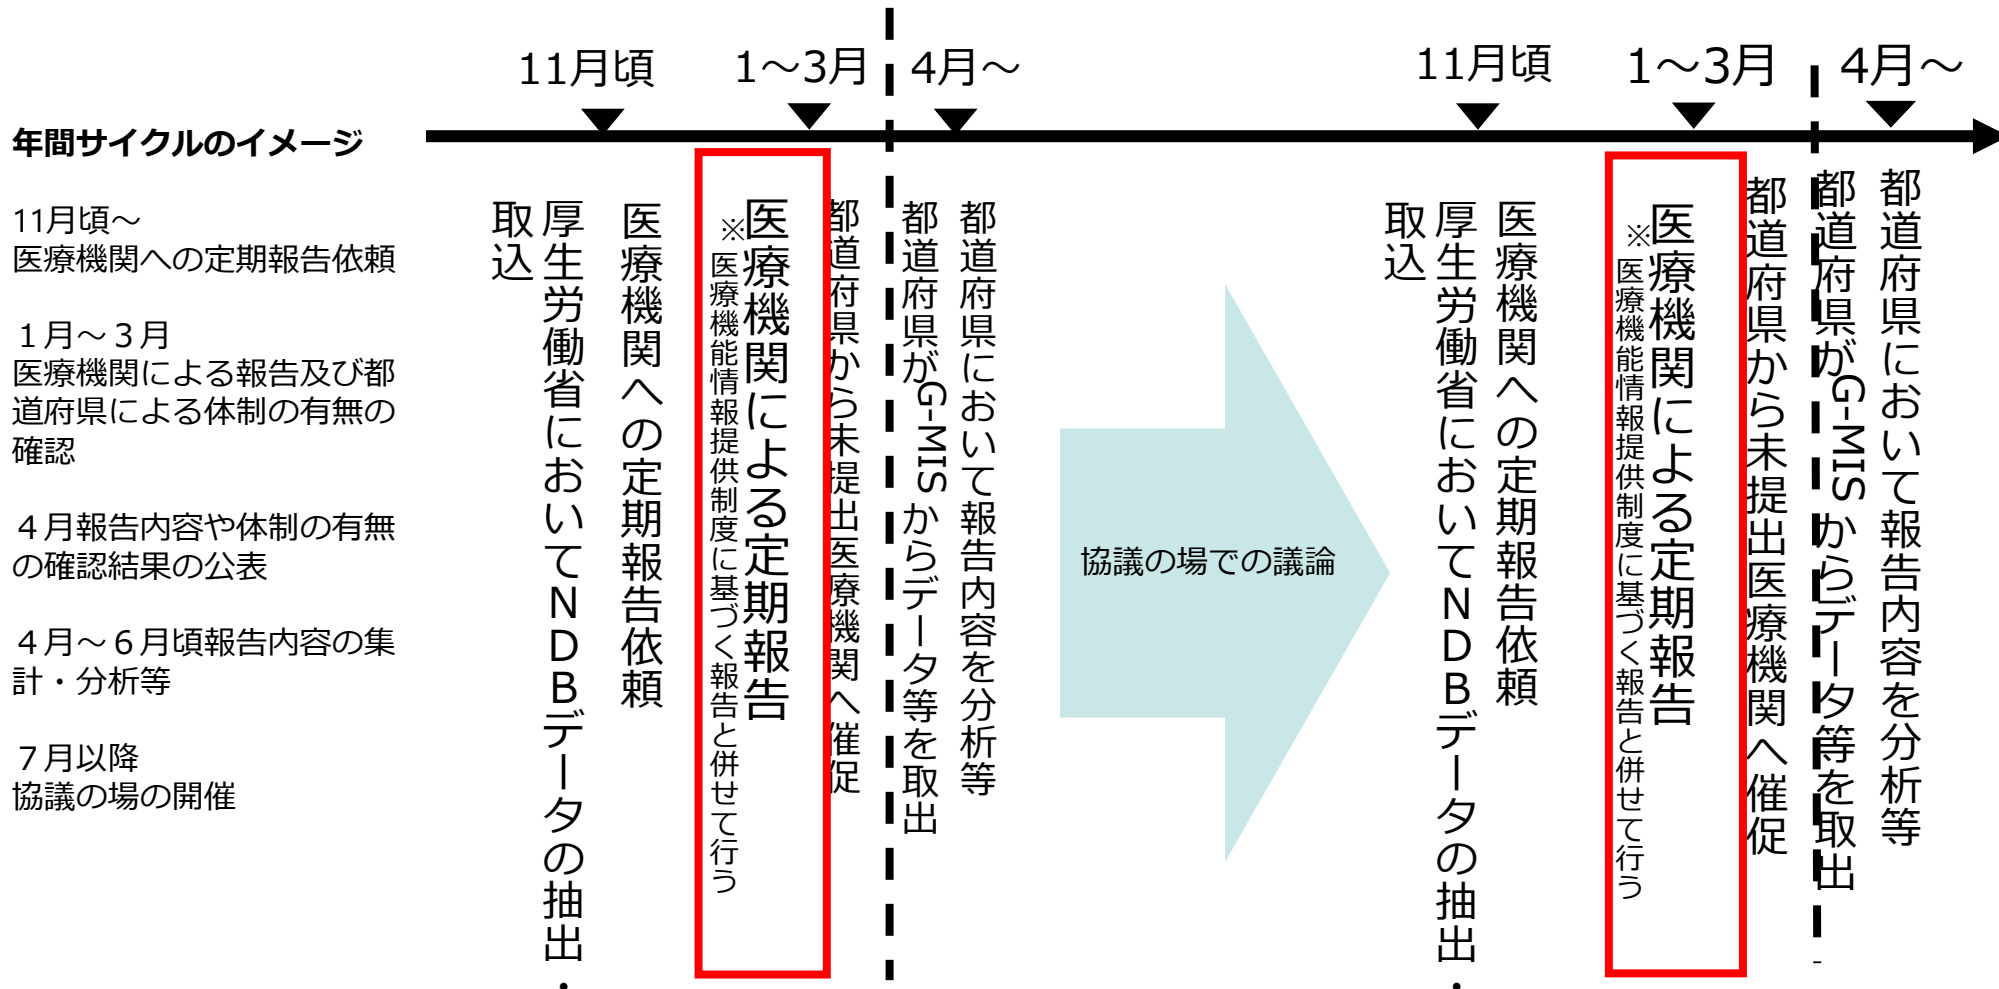 11月頃
1～3月
4月～
11月頃
1～3月
4月～
年間サイクルのイメージ
11月頃～
医療機関への定期報告依頼
１月～３月
医療機関による報告及び都
道府県による体制の有無の
確認
４月報告内容や体制の有無
の確認結果の公表
４月～６月頃報告内容の集
計・分析等
７月以降
協議の場の開催
厚生労働省においてＮＤＢデータの抽出・
取込
医療機関への定期報告依頼
医療機関による定期報告
※医療機能情報提供制度に基づく報告と併せて行う
都道府県から未提出医療機関へ催促
都道府県がG-MISからデータ等を取出
都道府県において報告内容を分析等
協議の場での議論
厚生労働省においてＮＤＢデータの抽出・
取込
医療機関への定期報告依頼
医療機関による定期報告
※医療機能情報提供制度に基づく報告と併せて行う
都道府県から未提出医療機関へ催促
都道府県がG-MISからデータ等を取出
都道府県において報告内容を分析等